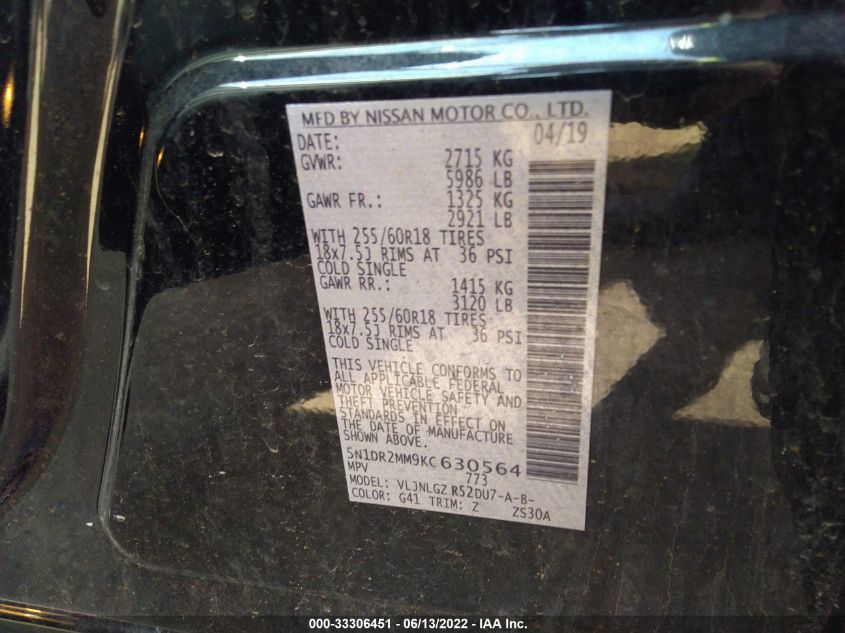 MFD BY NISSAN MOTOR CO., LTD.
DATE: 04/19
GVWR: 2715 KG
5986 LB
GAWR FR.: 1325 KG
2921 LB
WITH 255/60R18 TIRES
18x7.5J RIMS AT 36 PSI
COLD SINGLE
GAWR RR.: 1415 KG
3120 LB
WITH 255/60R18 TIRES
18x7.5J RIMS AT 36 PSI
COLD SINGLE
THIS VEHICLE CONFORMS TO
ALL APPLICABLE FEDERAL
MOTOR VEHICLE SAFETY AND
THEFT PREVENTION
STANDARDS IN EFFECT ON
THE DATE OF MANUFACTURE
SHOWN ABOVE.
5N1DR2MM9KC 630564
MPV 773
MODEL: VLJNLGZ R52DU7-A-B-
COLOR: G41 TRIM: Z ZS30A
000-33306451 - 06/13/2022 - IAA Inc.